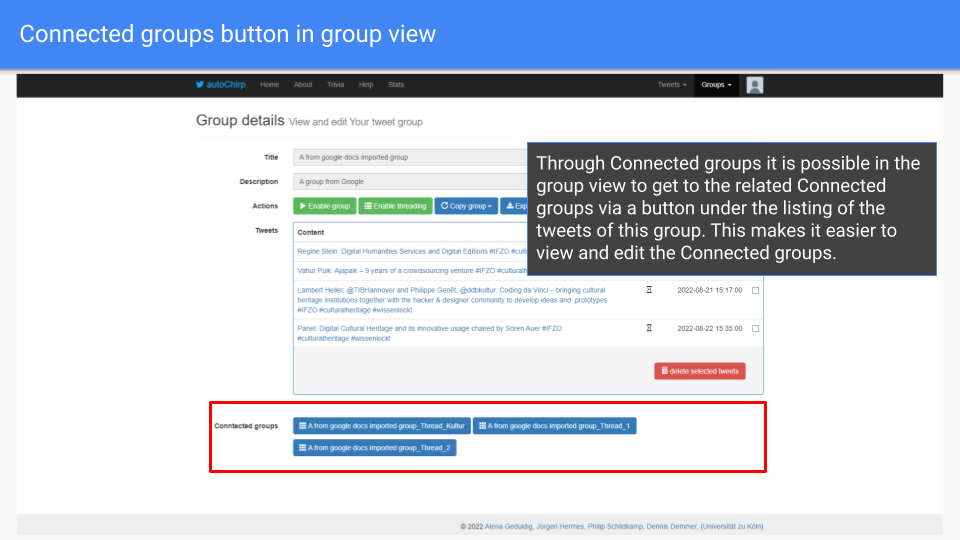 Connected groups button in group view
autoChirp Home About Trivia Help Stats Tweets Groups
Group details View and edit Your tweet group
Title A from google docs imported group
Through Connected groups it is possible in the
group view to get to the related Connected
groups via a button under the listing of the
tweets of this group. This makes it easier to
view and edit the Connected groups.
Description A group from Google
Actions Enable group Enable threading Copy group
Tweets Content
Regine Stein: Digital Humanities Services and Digital Editions #IFZO
Vahur Puik: Ajapaik – 9 years of a crowdsourcing venture #IFZO
Lambert Heller, @TIBHannover and Philippe Genêt, @ddbkultur: Coding da Vinci – bringing cultural
heritage institutions together with the hacker & designer community to develop ideas and prototypes
#IFZO #culturalheritage #wissenlockt
2022-08-21 15:17:00
Panel: Digital Cultural Heritage and its innovative usage chaired by Sören Auer #IFZO
#culturalheritage #wissenlockt
2022-08-22 15:35:00
delete selected tweets
Conntected groups A from google docs imported group_Thread_Kultur A from google docs imported group_Thread_1
A from google docs imported group_Thread_2
© 2022 Alena Geduldig, Jürgen Hermes, Philip Schildkamp, Dennis Demmer, (Universität zu Köln)